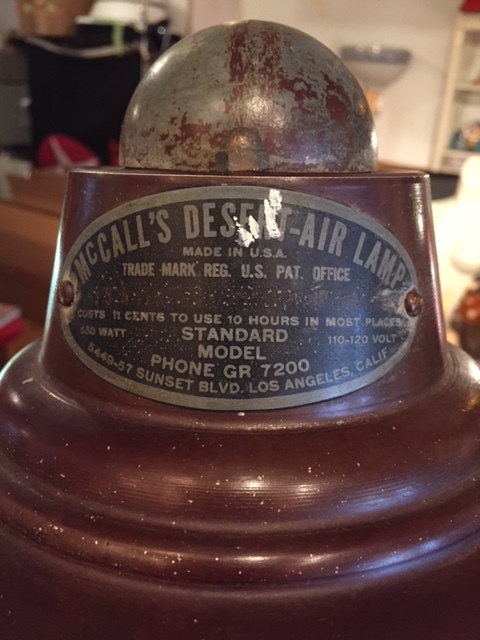 MCCALL'S DESERT-AIR LAMP
MADE IN U.S.A.
TRADE MARK REG. U.S. PAT. OFFICE
COSTS 11 CENTS TO USE 10 HOURS IN MOST PLACES
550 WATT
STANDARD
110-120 VOLT
MODEL
PHONE GR 7200
5449-57 SUNSET BLVD. LOS ANGELES, CALIF